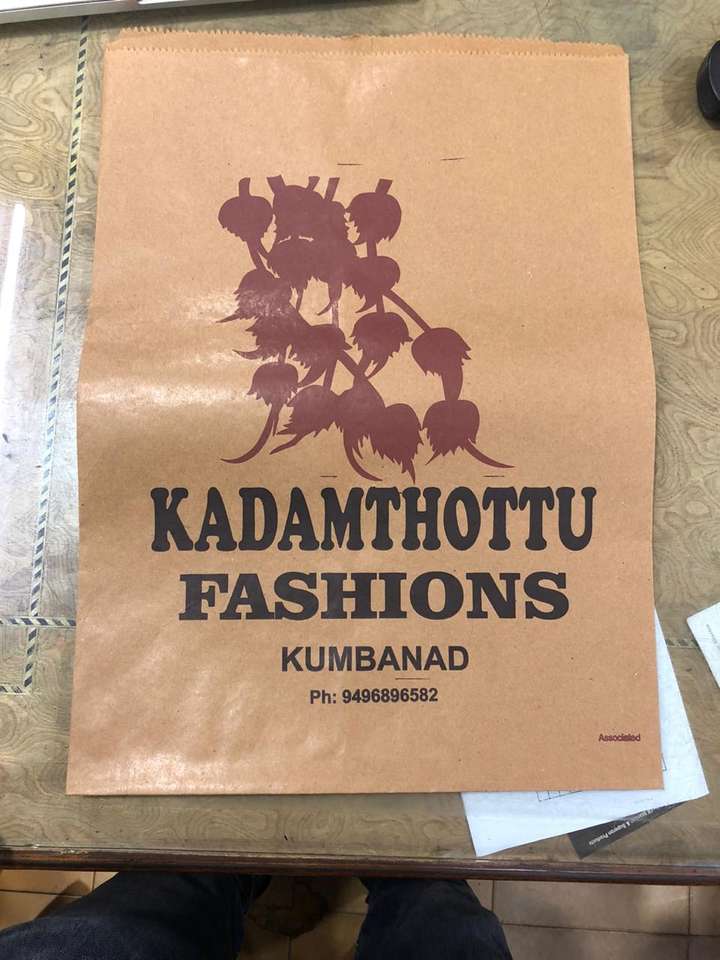 KADAMTHOTTU
FASHIONS
KUMBANAD
Ph: 9496896582
Associated